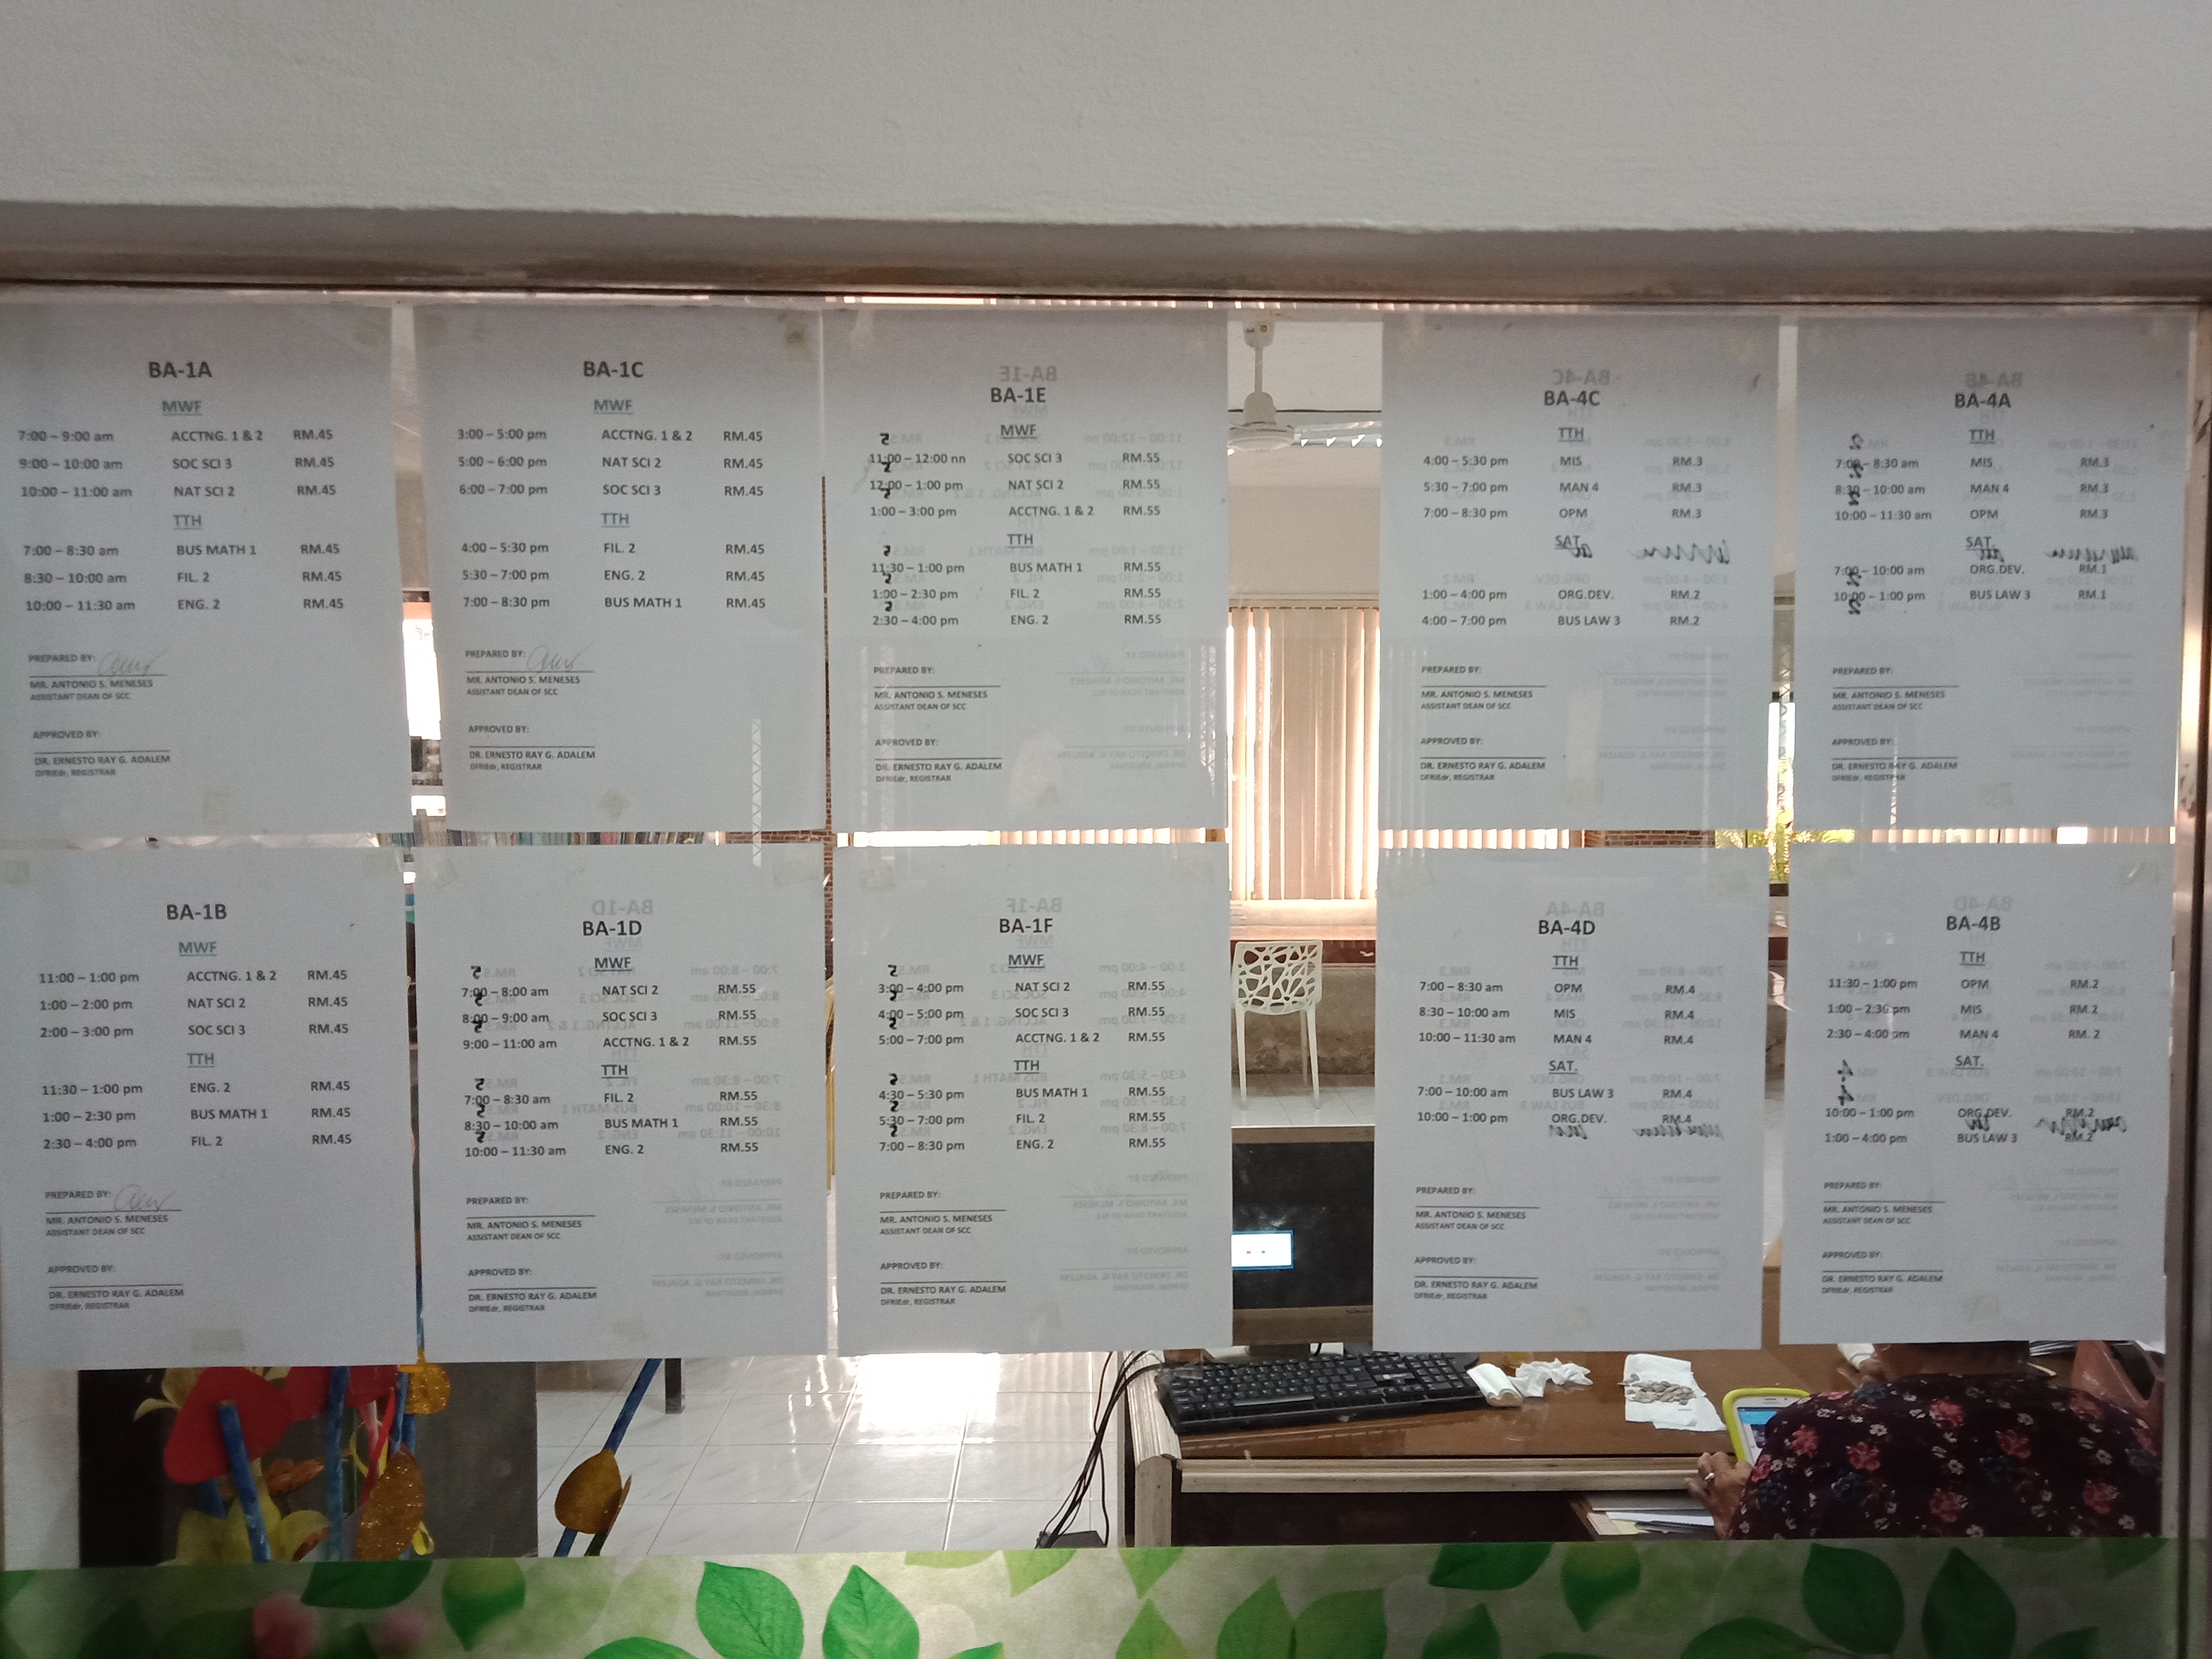 BA-1A
MWF
7:00 – 9:00 am ACCTNG. 1 & 2 RM.45
9:00 – 10:00 am SOC SCI 3 RM.45
10:00 – 11:00 am NAT SCI 2 RM.45
TTH
7:00 – 8:30 am BUS MATH 1 RM.45
8:30 – 10:00 am FIL. 2 RM.45
10:00 – 11:30 am ENG. 2 RM.45
PREPARED BY:
MR. ANTONIO S. MENESES
ASSISTANT DEAN OF SCC
APPROVED BY:
DR. ERNESTO RAY G. ADALEM
DFRIEdr, REGISTRAR
BA-1C
MWF
3:00 – 5:00 pm ACCTNG. 1 & 2 RM.45
5:00 – 6:00 pm NAT SCI 2 RM.45
6:00 – 7:00 pm SOC SCI 3 RM.45
TTH
4:00 – 5:30 pm FIL. 2 RM.45
5:30 – 7:00 pm ENG. 2 RM.45
7:00 – 8:30 pm BUS MATH 1 RM.45
PREPARED BY:
MR. ANTONIO S. MENESES
ASSISTANT DEAN OF SCC
APPROVED BY:
DR. ERNESTO RAY G. ADALEM
DFRIEdr, REGISTRAR
BA-1E
MWF
11:00 – 12:00 nn SOC SCI 3 RM.55
12:00 – 1:00 pm NAT SCI 2 RM.55
1:00 – 3:00 pm ACCTNG. 1 & 2 RM.55
TTH
11:30 – 1:00 pm BUS MATH 1 RM.55
1:00 – 2:30 pm FIL. 2 RM.55
2:30 – 4:00 pm ENG. 2 RM.55
PREPARED BY:
MR. ANTONIO S. MENESES
ASSISTANT DEAN OF SCC
APPROVED BY:
DR. ERNESTO RAY G. ADALEM
DFRIEdr, REGISTRAR
BA-4C
TTH
4:00 – 5:30 pm MIS RM.3
5:30 – 7:00 pm MAN 4 RM.3
7:00 – 8:30 pm OPM RM.3
SAT.
1:00 – 4:00 pm ORG.DEV. RM.2
4:00 – 7:00 pm BUS LAW 3 RM.2
PREPARED BY:
MR. ANTONIO S. MENESES
ASSISTANT DEAN OF SCC
APPROVED BY:
DR. ERNESTO RAY G. ADALEM
DFRIEdr, REGISTRAR
BA-4A
TTH
7:00 – 8:30 am MIS RM.3
8:30 – 10:00 am MAN 4 RM.3
10:00 – 11:30 am OPM RM.3
SAT.
7:00 – 10:00 am ORG.DEV. RM.1
10:00 – 1:00 pm BUS LAW 3 RM.1
PREPARED BY:
MR. ANTONIO S. MENESES
ASSISTANT DEAN OF SCC
APPROVED BY:
DR. ERNESTO RAY G. ADALEM
DFRIEdr, REGISTRAR
BA-1B
MWF
11:00 – 1:00 pm ACCTNG. 1 & 2 RM.45
1:00 – 2:00 pm NAT SCI 2 RM.45
2:00 – 3:00 pm SOC SCI 3 RM.45
TTH
11:30 – 1:00 pm ENG. 2 RM.45
1:00 – 2:30 pm BUS MATH 1 RM.45
2:30 – 4:00 pm FIL. 2 RM.45
PREPARED BY:
MR. ANTONIO S. MENESES
ASSISTANT DEAN OF SCC
APPROVED BY:
DR. ERNESTO RAY G. ADALEM
DFRIEdr, REGISTRAR
BA-1D
MWF
7:00 – 8:00 am NAT SCI 2 RM.55
8:00 – 9:00 am SOC SCI 3 RM.55
9:00 – 11:00 am ACCTNG. 1 & 2 RM.55
TTH
7:00 – 8:30 am FIL. 2 RM.55
8:30 – 10:00 am BUS MATH 1 RM.55
10:00 – 11:30 am ENG. 2 RM.55
PREPARED BY:
MR. ANTONIO S. MENESES
ASSISTANT DEAN OF SCC
APPROVED BY:
DR. ERNESTO RAY G. ADALEM
DFRIEdr, REGISTRAR
BA-1F
MWF
3:00 – 4:00 pm NAT SCI 2 RM.55
4:00 – 5:00 pm SOC SCI 3 RM.55
5:00 – 7:00 pm ACCTNG. 1 & 2 RM.55
TTH
4:30 – 5:30 pm BUS MATH 1 RM.55
5:30 – 7:00 pm FIL. 2 RM.55
7:00 – 8:30 pm ENG. 2 RM.55
PREPARED BY:
MR. ANTONIO S. MENESES
ASSISTANT DEAN OF SCC
APPROVED BY:
DR. ERNESTO RAY G. ADALEM
DFRIEdr, REGISTRAR
BA-4D
TTH
7:00 – 8:30 am OPM RM.4
8:30 – 10:00 am MIS RM.4
10:00 – 11:30 am MAN 4 RM.4
SAT.
7:00 – 10:00 am BUS LAW 3 RM.4
10:00 – 1:00 pm ORG.DEV. RM.4
PREPARED BY:
MR. ANTONIO S. MENESES
ASSISTANT DEAN OF SCC
APPROVED BY:
DR. ERNESTO RAY G. ADALEM
DFRIEdr, REGISTRAR
BA-4B
TTH
11:30 – 1:00 pm OPM RM.2
1:00 – 2:30 pm MIS RM.2
2:30 – 4:00 pm MAN 4 RM. 2
SAT.
10:00 – 1:00 pm ORG.DEV. RM.2
1:00 – 4:00 pm BUS LAW 3 RM.2
PREPARED BY:
MR. ANTONIO S. MENESES
ASSISTANT DEAN OF SCC
APPROVED BY:
DR. ERNESTO RAY G. ADALEM
DFRIEdr, REGISTRAR